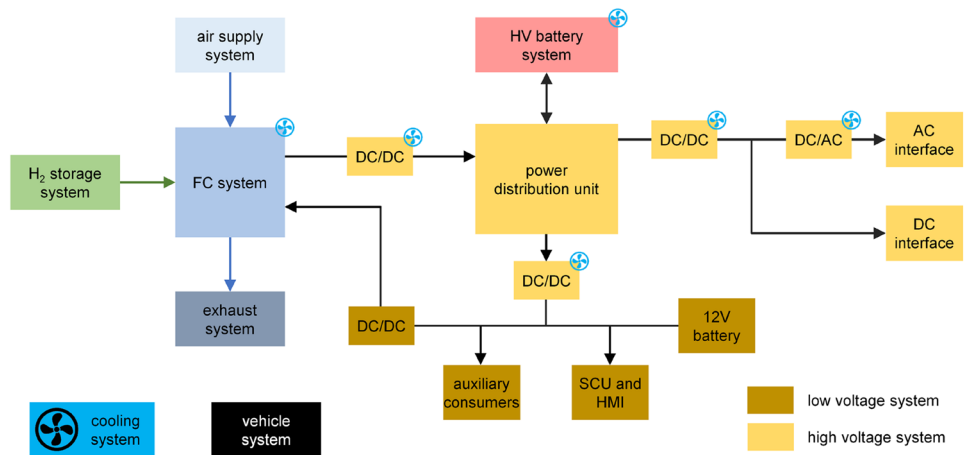 air supply
system
HV battery
system
H₂ storage
system
FC system
DC/DC
power
distribution unit
DC/DC
DC/AC
AC
interface
DC
interface
DC/DC
exhaust
system
DC/DC
12V
battery
auxiliary
consumers
SCU and
HMI
cooling
system
vehicle
system
low voltage system
high voltage system